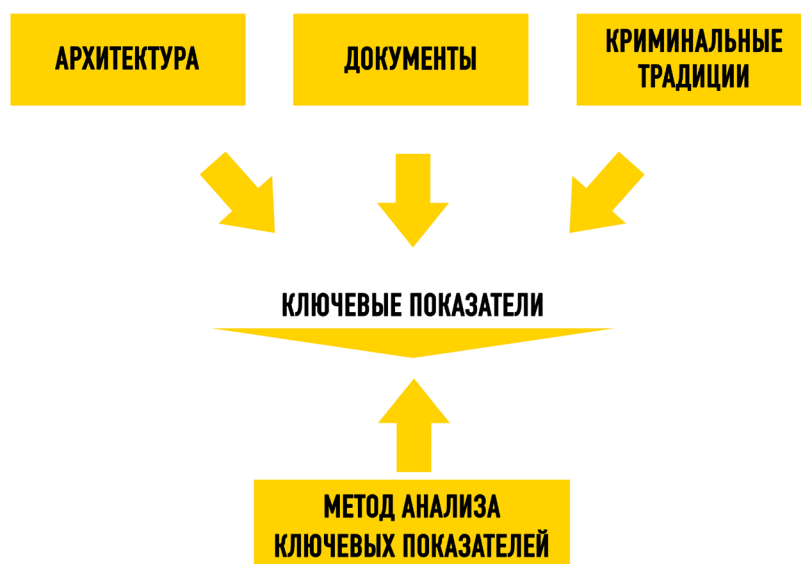 АРХИТЕКТУРА
ДОКУМЕНТЫ
КРИМИНАЛЬНЫЕ
ТРАДИЦИИ
КЛЮЧЕВЫЕ ПОКАЗАТЕЛИ
МЕТОД АНАЛИЗА
КЛЮЧЕВЫХ ПОКАЗАТЕЛЕЙ